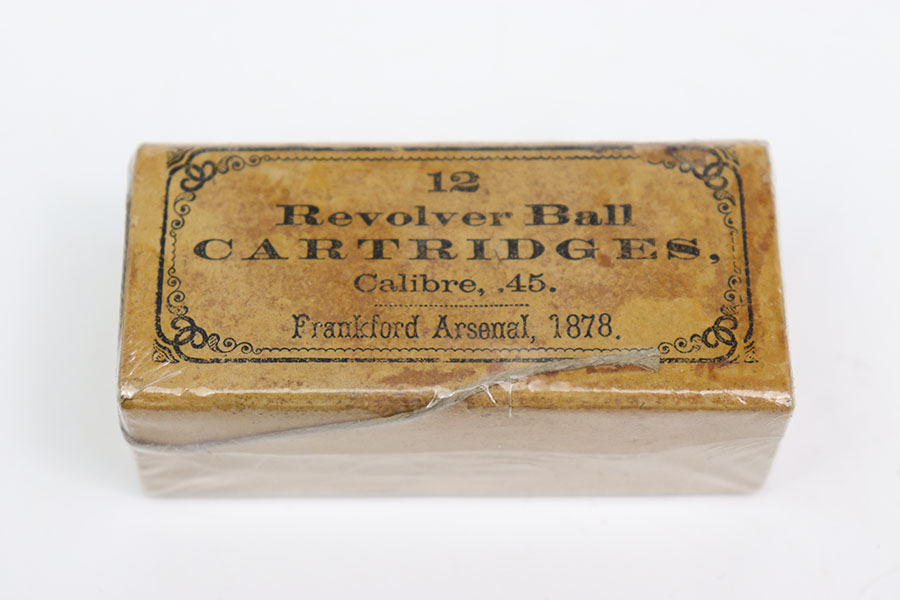 12
Revolver Ball
CARTRIDGES,
Calibre, .45.
Frankford Arsenal, 1878.